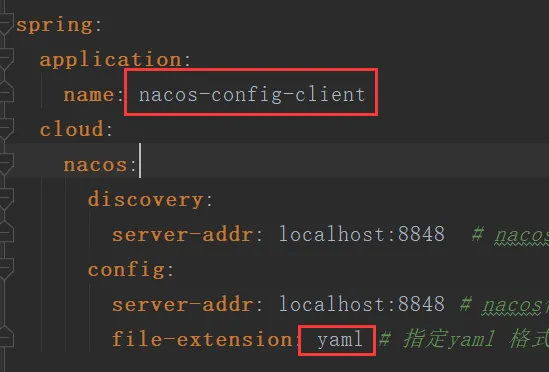 spring:
application:
name: nacos-config-client
cloud:
nacos:
discovery:
server-addr: localhost:8848 # nacos
config:
server-addr: localhost:8848 # nacos
file-extension: yaml # 指定yaml 格式